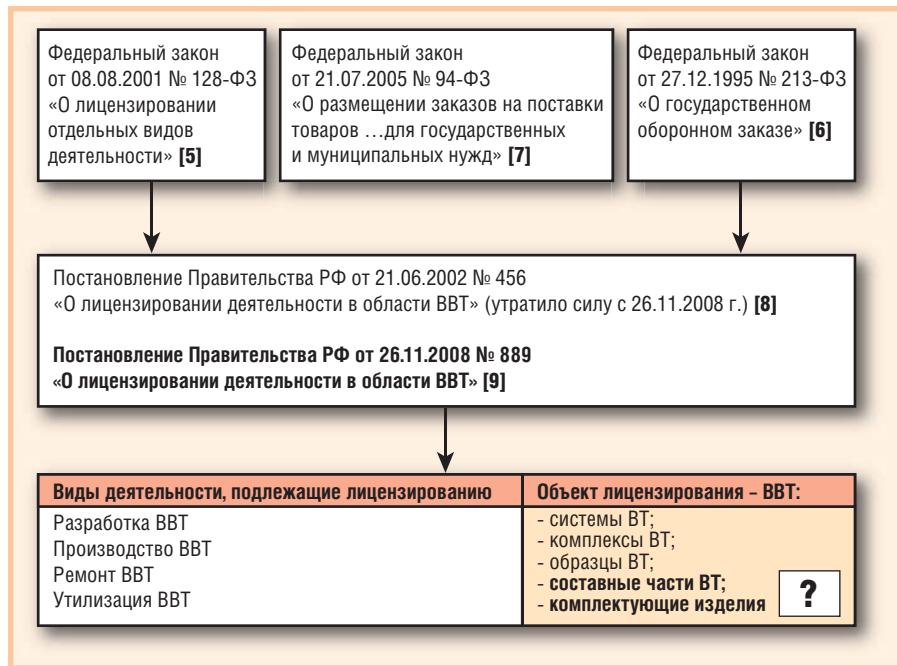 Федеральный закон
от 08.08.2001 № 128-ФЗ
«О лицензировании
отдельных видов
деятельности» [5]
Федеральный закон
от 21.07.2005 № 94-ФЗ
«О размещении заказов на поставки
товаров …для государственных
и муниципальных нужд» [7]
Федеральный закон
от 27.12.1995 № 213-ФЗ
«О государственном
оборонном заказе» [6]
Постановление Правительства РФ от 21.06.2002 № 456
«О лицензировании деятельности в области ВВТ» (утратило силу с 26.11.2008 г.) [8]
Постановление Правительства РФ от 26.11.2008 № 889
«О лицензировании деятельности в области ВВТ» [9]
Виды деятельности, подлежащие лицензированию
Разработка ВВТ
Производство ВВТ
Ремонт ВВТ
Утилизация ВВТ
Объект лицензирования – ВВТ:
- системы ВТ;
- комплексы ВТ;
- образцы ВТ;
- составные части ВТ;
- комплектующие изделия
?